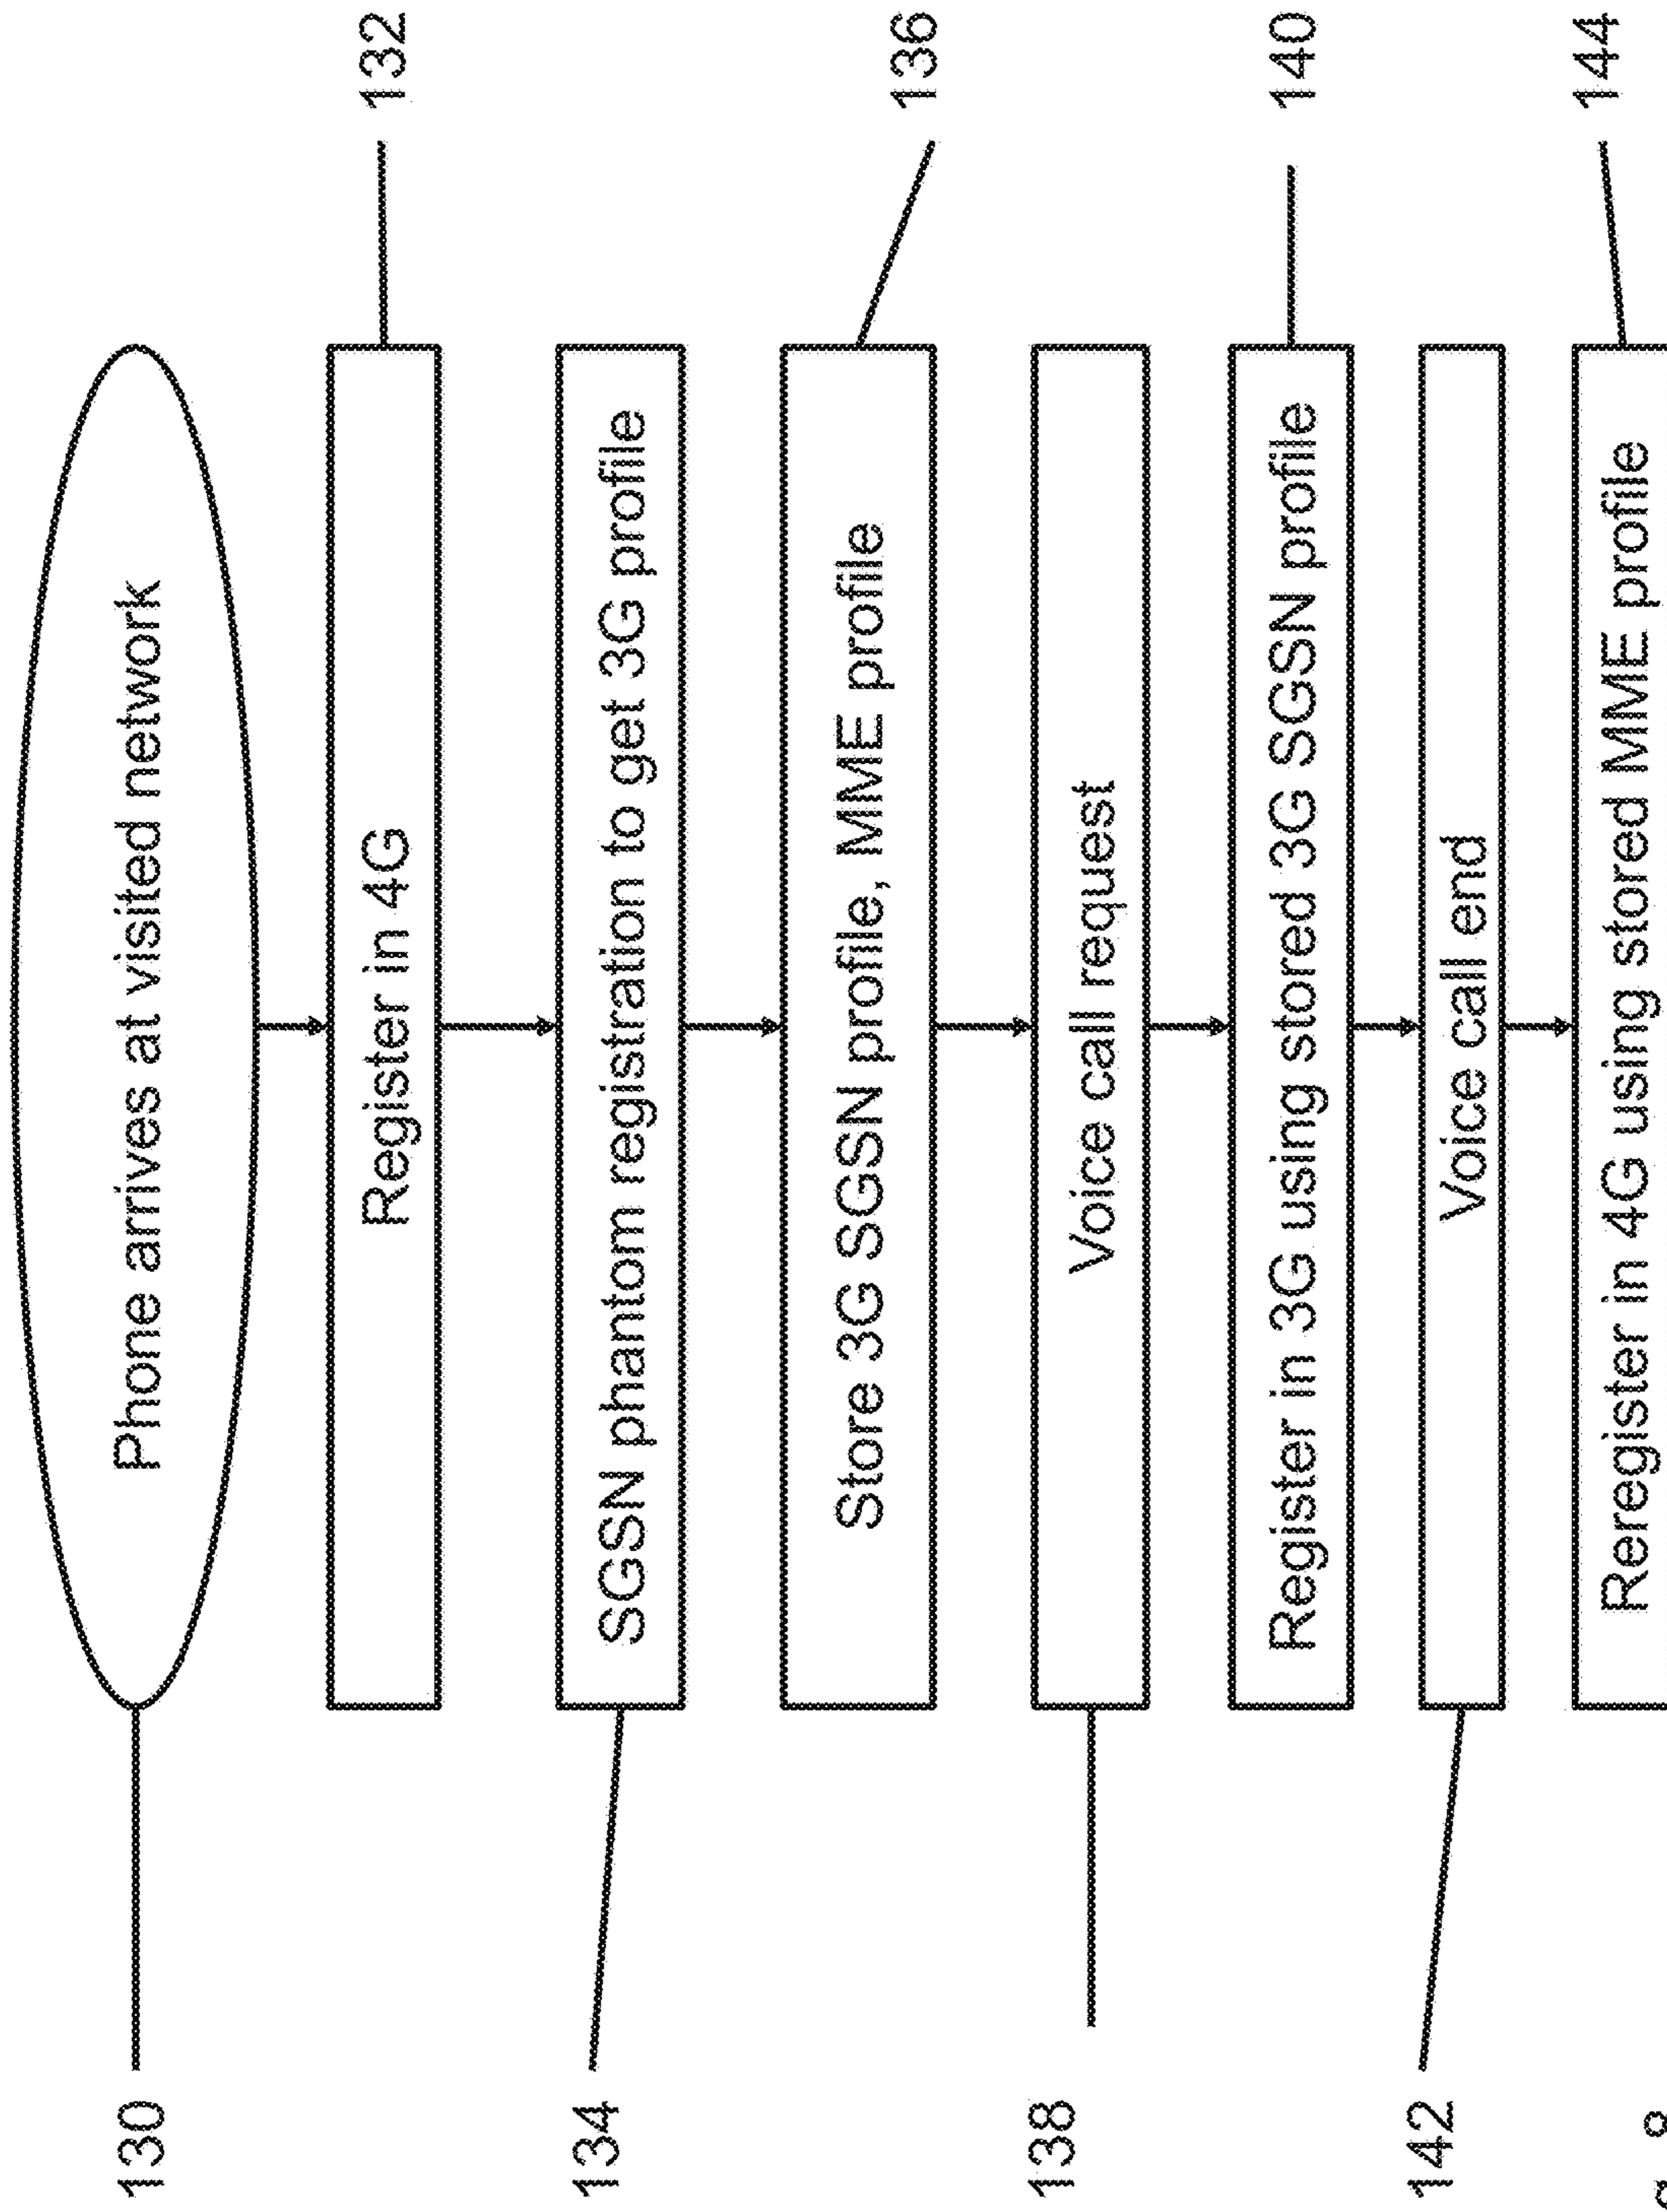 130
Phone arrives at visited network
Register in 4G
132
134
SGSN phantom registration to get 3G profile
Store 3G SGSN profile, MME profile
136
138
Voice call request
Register in 3G using stored 3G SGSN profile
140
142
Voice call end
Reregister in 4G using stored MME profile
144